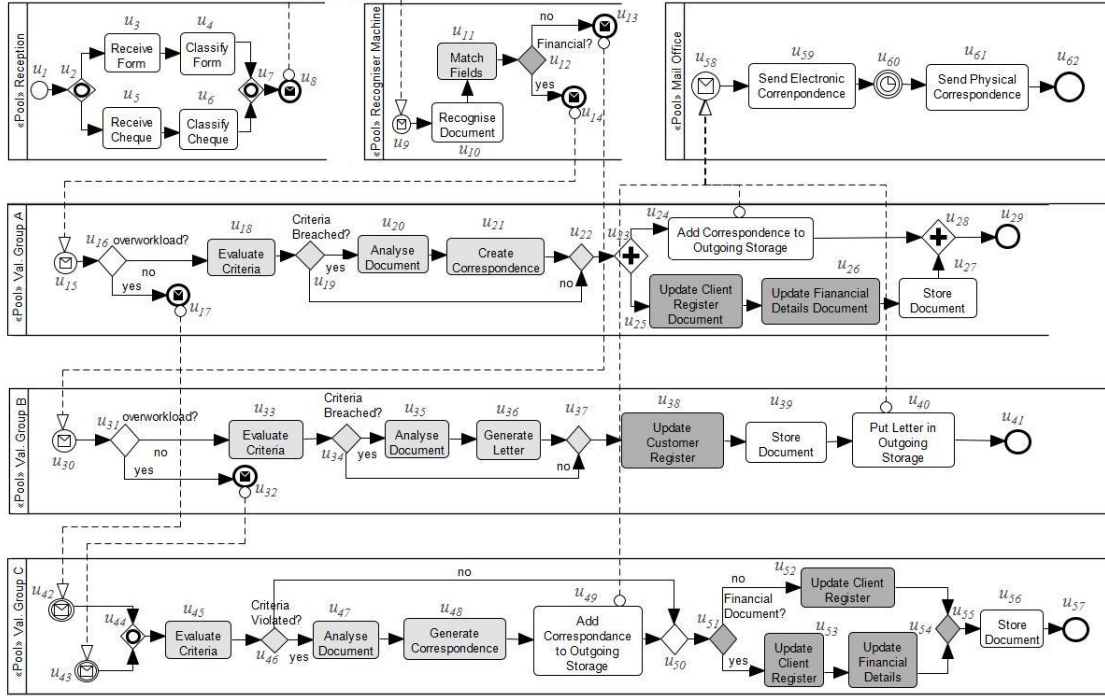 «Pool» Reception
u1
u2
u3
Receive
Form
u4
Classify
Form
u5
Receive
Cheque
u6
Classify
Cheque
u7
u8
«Pool» Recogniser Machine
u9
Recognise
Document
u10
u11
Match
Fields
no
Financial?
u12
yes
u13
u14
«Pool» Mail Office
u58
u59
Send Electronic
Correnpondence
u60
u61
Send Physical
Correspondence
u62
«Pool» Val. Group A
u15
u16
overworkload?
no
yes
u17
u18
Evaluate
Criteria
Criteria
Breached?
yes
u19
u20
Analyse
Document
u21
Create
Correspondence
u22
no
u23
u24
Add Correspondence to
Outgoing Storage
u25
Update Client
Register
Document
u26
Update Fianancial
Details Document
u27
Store
Document
u28
u29
«Pool» Val. Group B
u30
u31
overworkload?
no
yes
u32
u33
Evaluate
Criteria
Criteria
Breached?
u34
yes
u35
Analyse
Document
u36
Generate
Letter
u37
no
u38
Update
Customer
Register
u39
Store
Document
u40
Put Letter in
Outgoing
Storage
u41
«Pool» Val. Group C
u42
u43
u44
u45
Evaluate
Criteria
Criteria
Violated?
u46
yes
no
u47
Analyse
Document
u48
Generate
Correspondence
u49
Add
Correspondance
to Outgoing
Storage
u50
u51
no
Financial
Document?
yes
u52
Update Client
Register
u53
Update
Client
Register
u54
Update
Financial
Details
u55
u56
Store
Document
u57